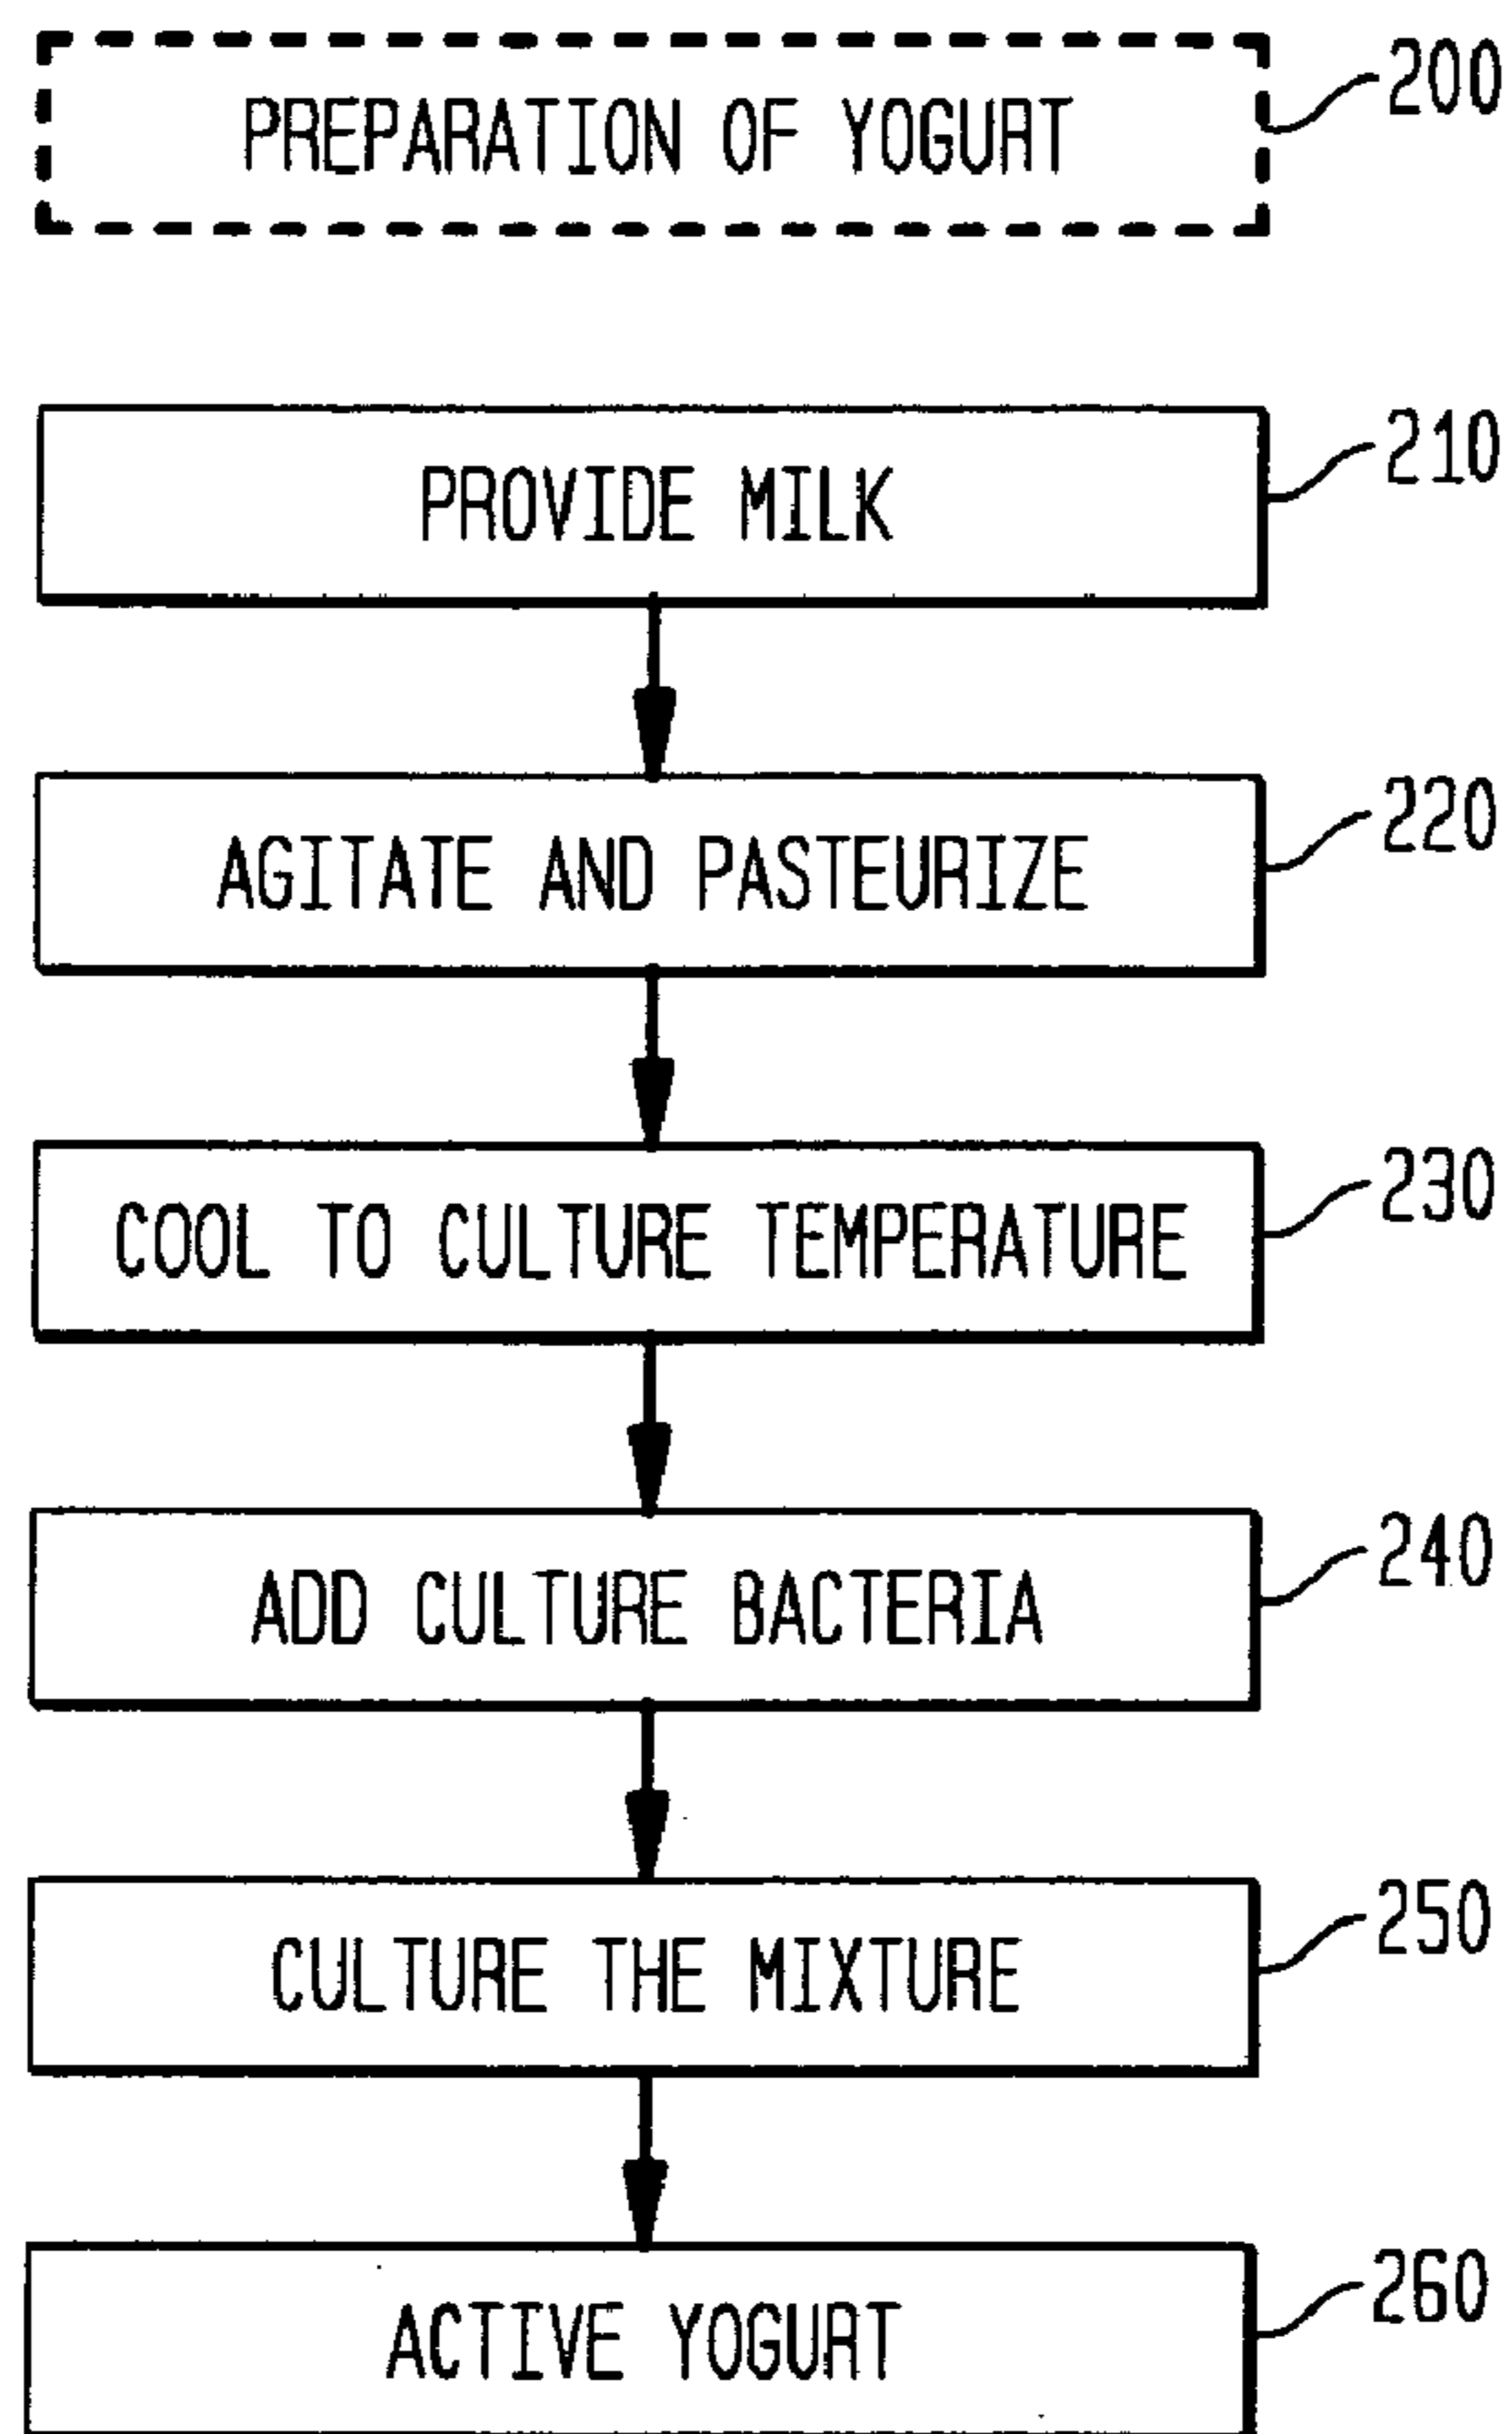 PREPARATION OF YOGURT
200
PROVIDE MILK
210
AGITATE AND PASTEURIZE
220
COOL TO CULTURE TEMPERATURE
230
ADD CULTURE BACTERIA
240
CULTURE THE MIXTURE
250
ACTIVE YOGURT
260